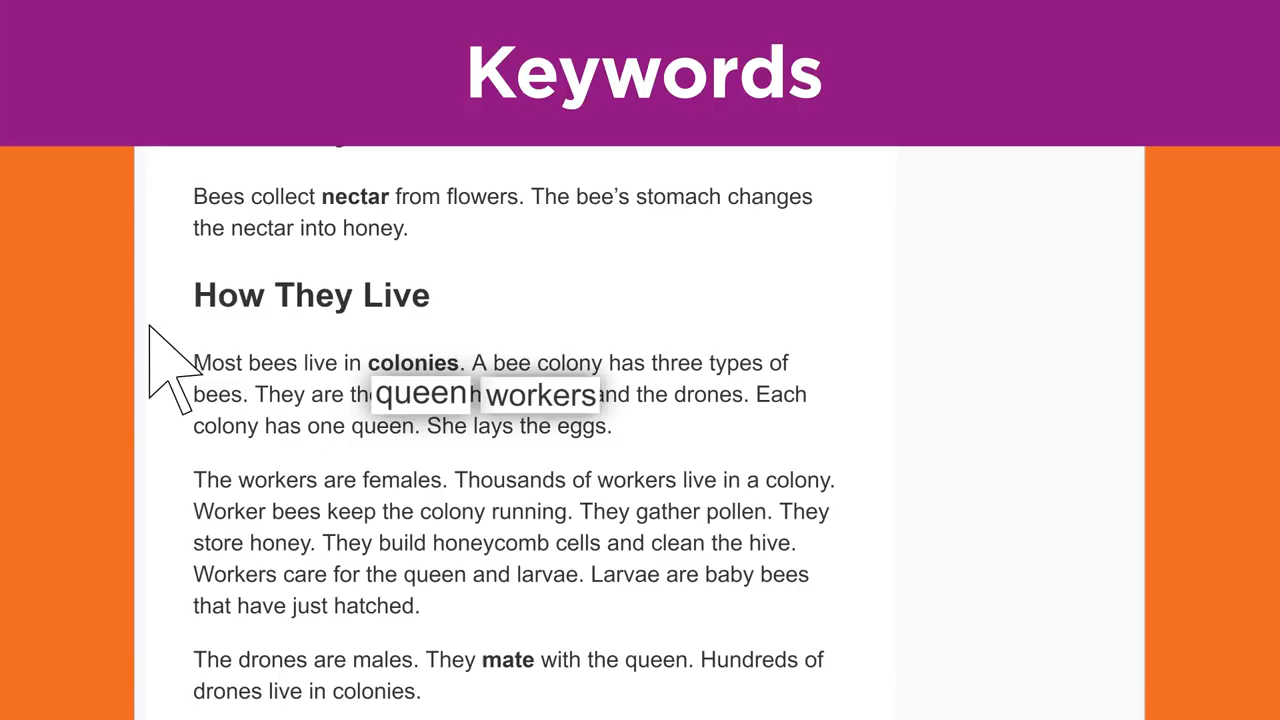 Keywords
Bees collect nectar from flowers. The bee’s stomach changes
the nectar into honey.
How They Live
Most bees live in colonies. A bee colony has three types of
bees. They are queen workers and the drones. Each
colony has one queen. She lays the eggs.
The workers are females. Thousands of workers live in a colony.
Worker bees keep the colony running. They gather pollen. They
store honey. They build honeycomb cells and clean the hive.
Workers care for the queen and larvae. Larvae are baby bees
that have just hatched.
The drones are males. They mate with the queen. Hundreds of
drones live in colonies.